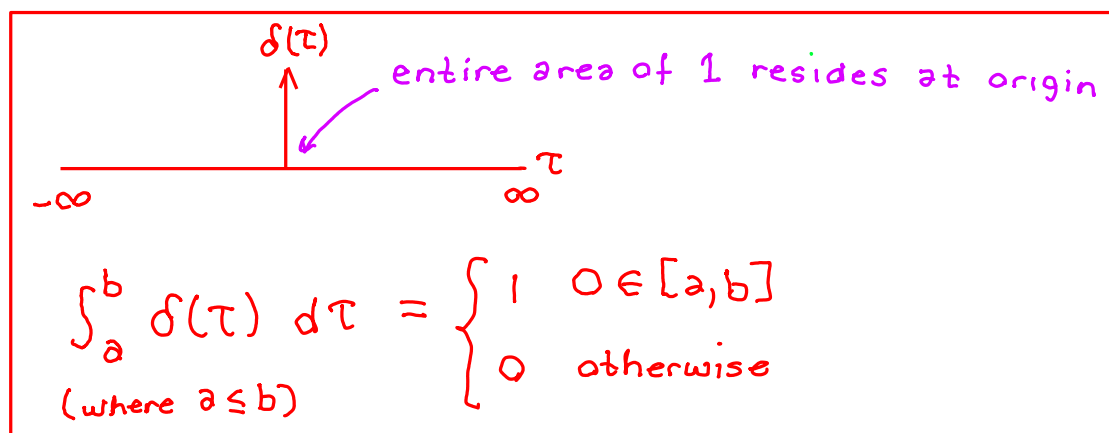 δ(τ)
entire area of 1 resides at origin
τ
-∞ ∞
∫_a^b δ(τ) dτ = { 1 0 ∈ [a,b]
0 otherwise
(where a ≤ b)